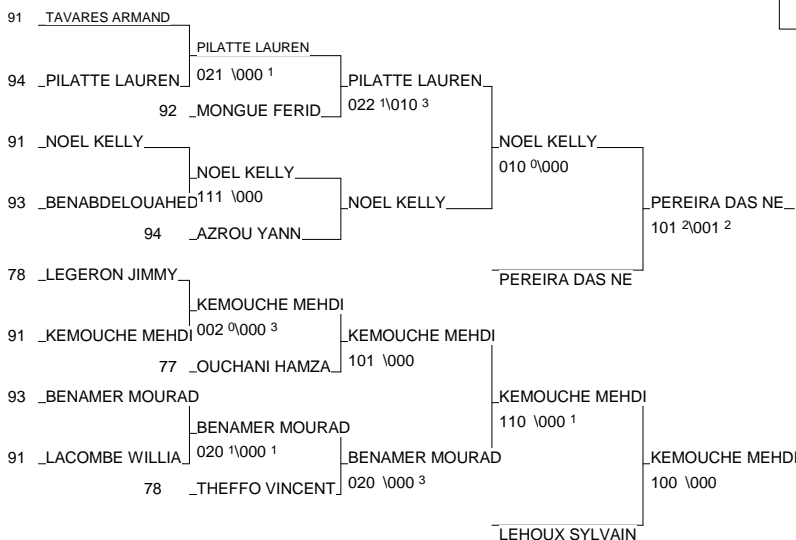 91 TAVARES ARMAND
PILATTE LAUREN
94 PILATTE LAUREN 021 \000 1 PILATTE LAUREN
92 MONGUE FERID 022 1\010 3
91 NOEL KELLY NOEL KELLY
NOEL KELLY 010 0\000
93 BENABDELOUAHED 111 \000 NOEL KELLY PEREIRA DAS NE
94 AZROU YANN 101 2\001 2
78 LEGERON JIMMY PEREIRA DAS NE
KEMOUCHE MEHDI
91 KEMOUCHE MEHDI 002 0\000 3 KEMOUCHE MEHDI
77 OUCHANI HAMZA 101 \000
93 BENAMER MOURAD KEMOUCHE MEHDI
BENAMER MOURAD 110 \000 1
91 LACOMBE WILLIA 020 1\000 1 BENAMER MOURAD KEMOUCHE MEHDI
78 THEFFO VINCENT 020 \000 3 100 \000
LEHOUX SYLVAIN